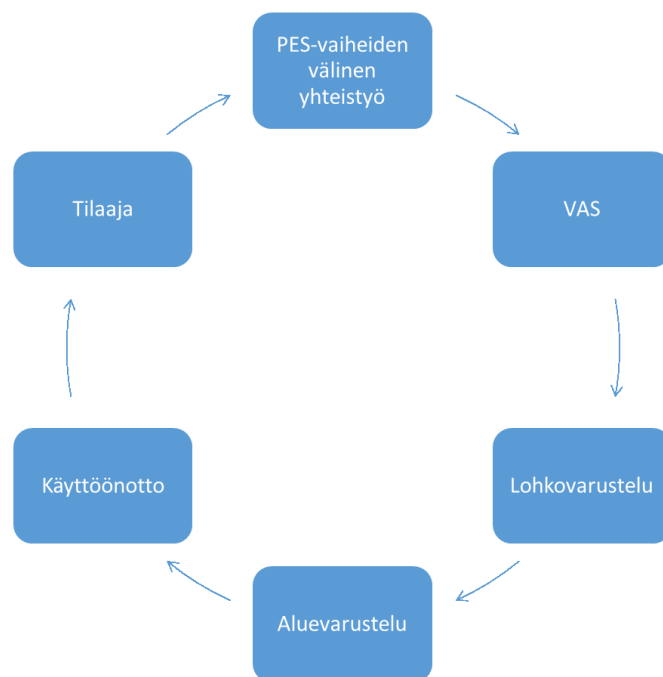 PES-vaiheiden
välinen
yhteistyö
VAS
Lohkovarustelu
Aluevarustelu
Käyttöönotto
Tilaaja